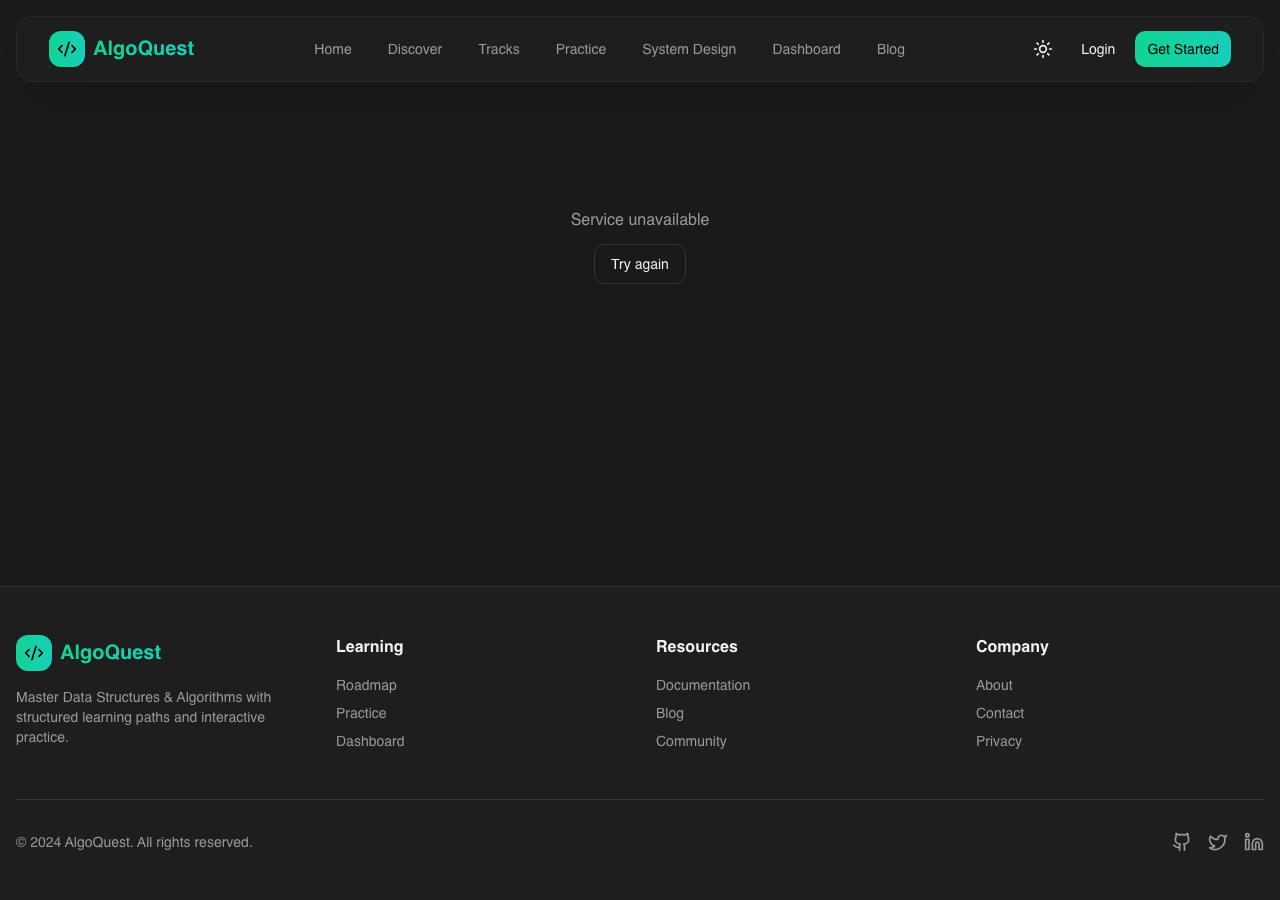 AlgoQuest
Home Discover Tracks Practice System Design Dashboard Blog
Login Get Started
Service unavailable
Try again
AlgoQuest
Master Data Structures & Algorithms with
structured learning paths and interactive
practice.
Learning
Roadmap
Practice
Dashboard
Resources
Documentation
Blog
Community
Company
About
Contact
Privacy
© 2024 AlgoQuest. All rights reserved.